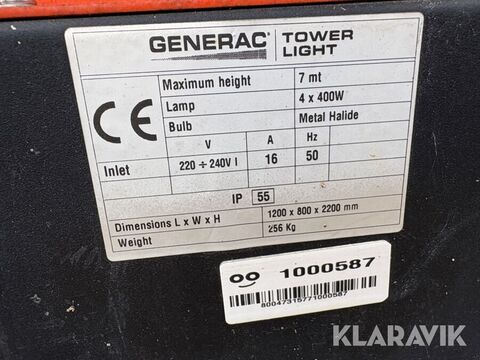 GENERAC TOWER LIGHT
Maximum height 7 mt
Lamp 4 x 400W
Bulb Metal Halide
V A Hz
Inlet 220 ÷ 240V I 16 50
IP 55
Dimensions L x W x H 1200 x 800 x 2200 mm
Weight 256 Kg
CE
1000587
80047315771000587
KLARAVIK